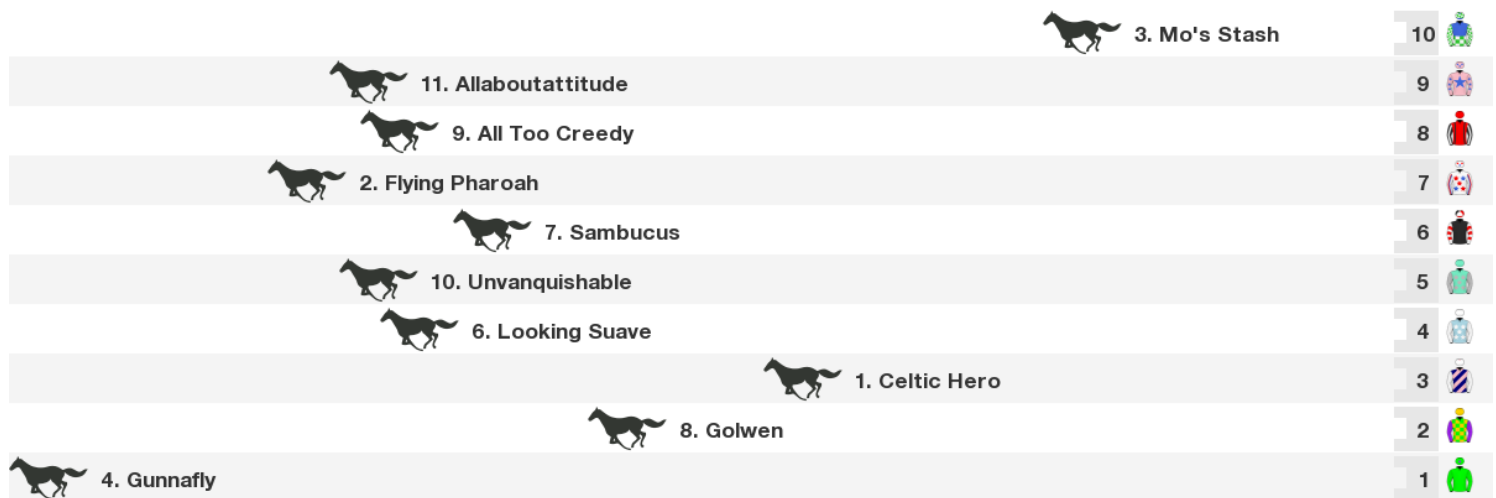 3. Mo's Stash 10
11. Allaboutattitude 9
9. All Too Creedy 8
2. Flying Pharoah 7
7. Sambucus 6
10. Unvanquishable 5
6. Looking Suave 4
1. Celtic Hero 3
8. Golwen 2
4. Gunnafly 1